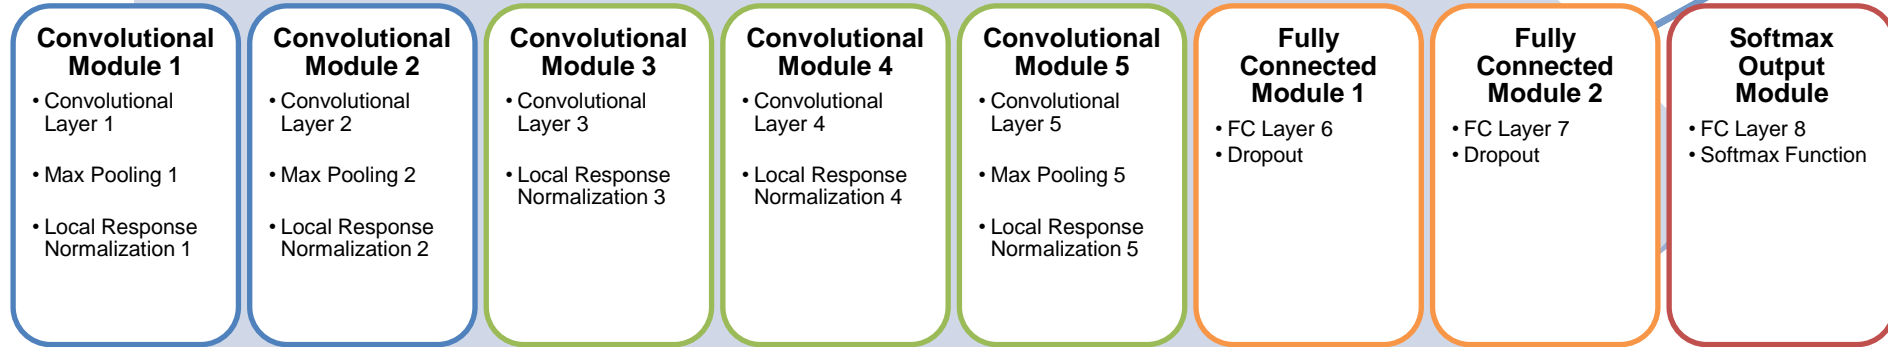 Convolutional
Module 1
• Convolutional
Layer 1
• Max Pooling 1
• Local Response
Normalization 1
Convolutional
Module 2
• Convolutional
Layer 2
• Max Pooling 2
• Local Response
Normalization 2
Convolutional
Module 3
• Convolutional
Layer 3
• Local Response
Normalization 3
Convolutional
Module 4
• Convolutional
Layer 4
• Local Response
Normalization 4
Convolutional
Module 5
• Convolutional
Layer 5
• Max Pooling 5
• Local Response
Normalization 5
Fully
Connected
Module 1
• FC Layer 6
• Dropout
Fully
Connected
Module 2
• FC Layer 7
• Dropout
Softmax
Output
Module
• FC Layer 8
• Softmax Function